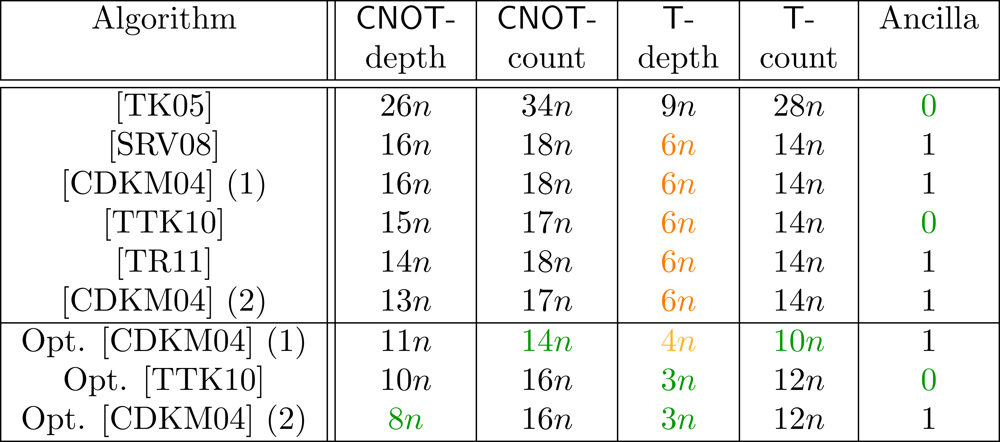 Algorithm CNOT- CNOT- T- T- Ancilla
depth count depth count
[TK05] 26n 34n 9n 28n 0
[SRV08] 16n 18n 6n 14n 1
[CDKM04] (1) 16n 18n 6n 14n 1
[TTK10] 15n 17n 6n 14n 0
[TR11] 14n 18n 6n 14n 1
[CDKM04] (2) 13n 17n 6n 14n 1
Opt. [CDKM04] (1) 11n 14n 4n 10n 1
Opt. [TTK10] 10n 16n 3n 12n 0
Opt. [CDKM04] (2) 8n 16n 3n 12n 1